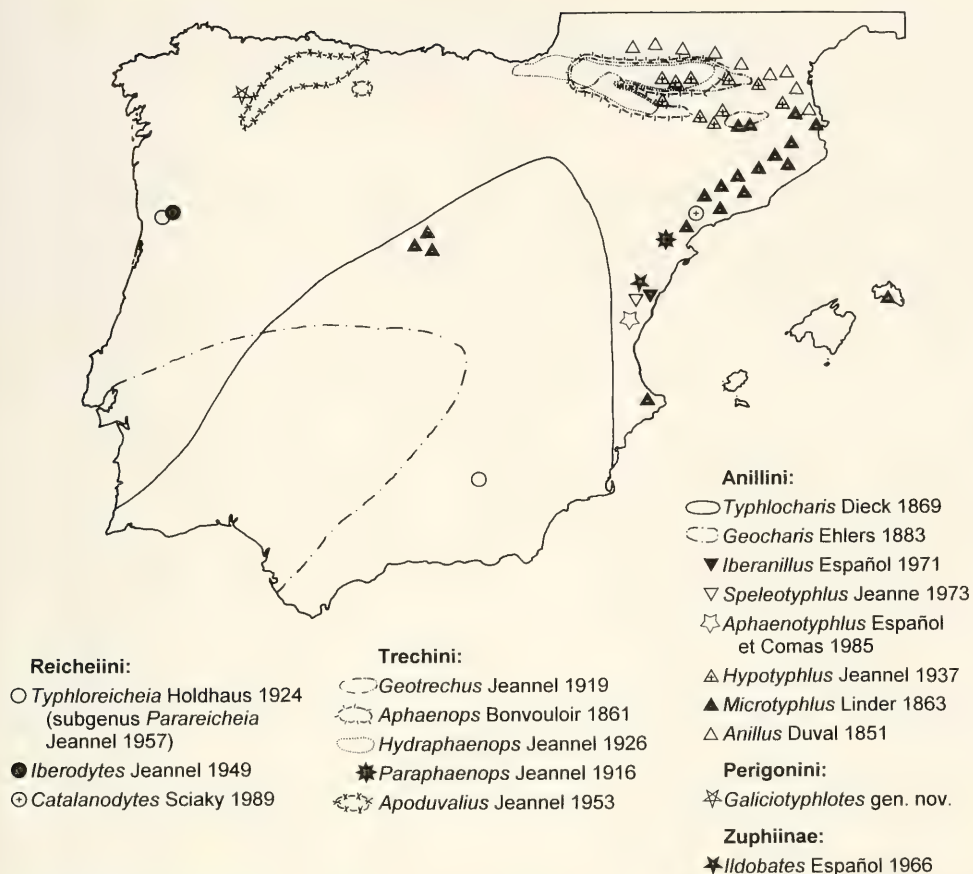 Reicheiini:
Typhloreicheia Holdhaus 1924
(subgenus Parareicheia
Jeannel 1957)
Iberodytes Jeannel 1949
Catalanodytes Sciaky 1989
Trechini:
Geotrechus Jeannel 1919
Aphaenops Bonvouloir 1861
Hydraphaenops Jeannel 1926
Paraphaenops Jeannel 1916
Apoduvalius Jeannel 1953
Anillini:
Typhlocharis Dieck 1869
Geocharis Ehlers 1883
Iberanillus Español 1971
Speleotyphlus Jeanne 1973
Aphaenotyphlus Español
et Comas 1985
Hypotyphlus Jeannel 1937
Microtyphlus Linder 1863
Anillus Duval 1851
Perigonini:
Galiciotyphlotes gen. nov.
Zuphiinae:
Ildobates Español 1966